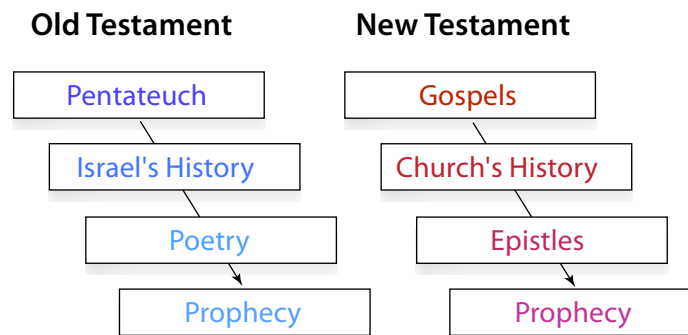 Old Testament
Pentateuch
Israel's History
Poetry
Prophecy
New Testament
Gospels
Church's History
Epistles
Prophecy